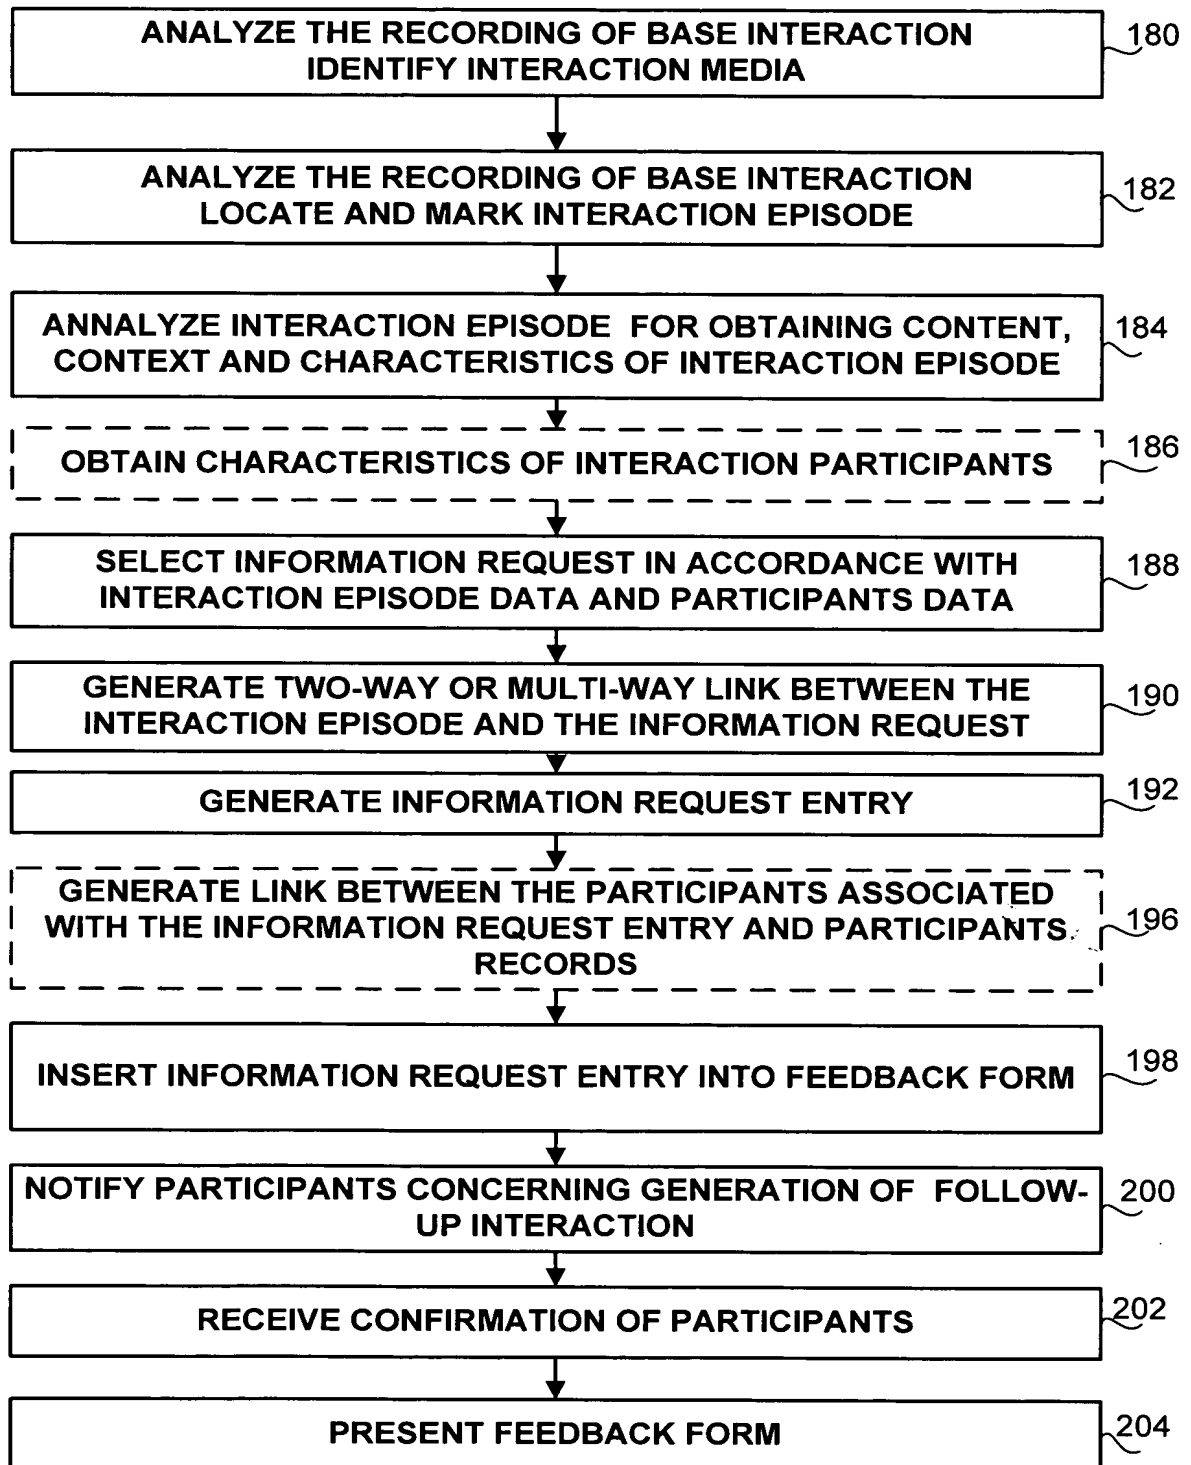 ANALYZE THE RECORDING OF BASE INTERACTION
IDENTIFY INTERACTION MEDIA
180
ANALYZE THE RECORDING OF BASE INTERACTION
LOCATE AND MARK INTERACTION EPISODE
182
ANNALYZE INTERACTION EPISODE FOR OBTAINING CONTENT,
CONTEXT AND CHARACTERISTICS OF INTERACTION EPISODE
184
OBTAIN CHARACTERISTICS OF INTERACTION PARTICIPANTS
186
SELECT INFORMATION REQUEST IN ACCORDANCE WITH
INTERACTION EPISODE DATA AND PARTICIPANTS DATA
188
GENERATE TWO-WAY OR MULTI-WAY LINK BETWEEN THE
INTERACTION EPISODE AND THE INFORMATION REQUEST
190
GENERATE INFORMATION REQUEST ENTRY
192
GENERATE LINK BETWEEN THE PARTICIPANTS ASSOCIATED
WITH THE INFORMATION REQUEST ENTRY AND PARTICIPANTS
RECORDS
196
INSERT INFORMATION REQUEST ENTRY INTO FEEDBACK FORM
198
NOTIFY PARTICIPANTS CONCERNING GENERATION OF FOLLOW-
UP INTERACTION
200
RECEIVE CONFIRMATION OF PARTICIPANTS
202
PRESENT FEEDBACK FORM
204